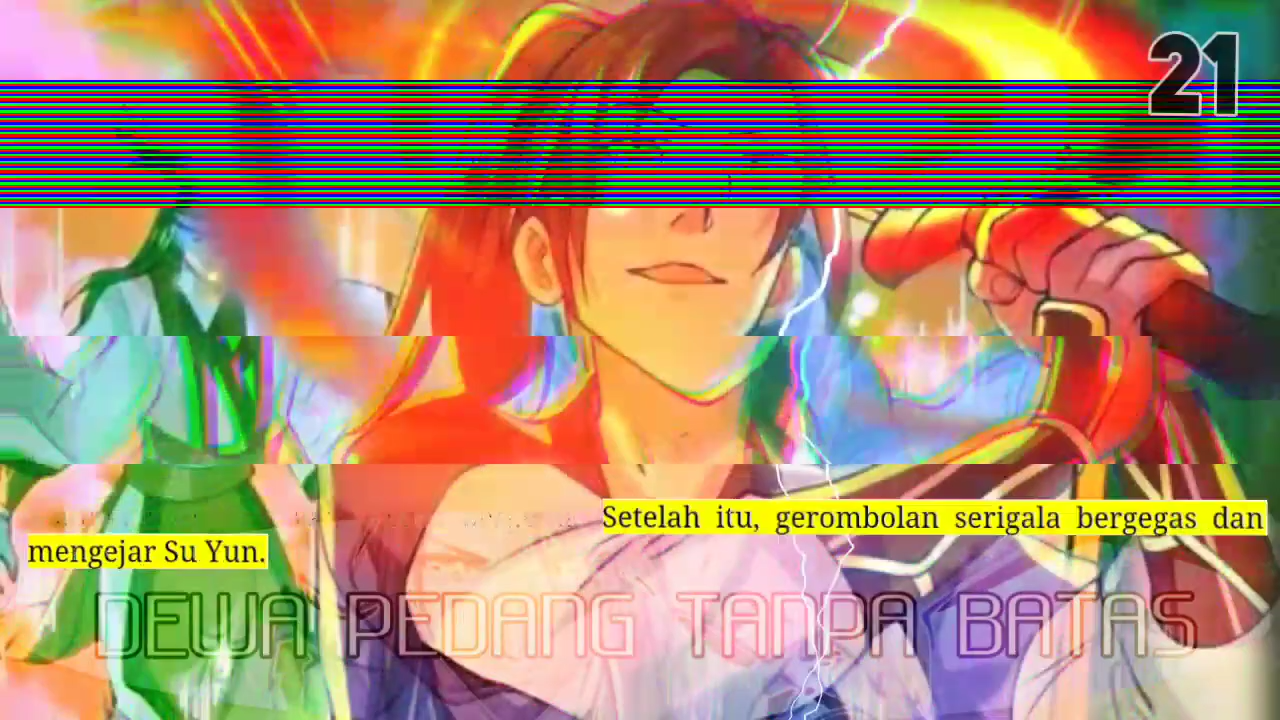 21
Setelah itu, gerombolan serigala bergegas dan
mengejar Su Yun.
DEWA PEDANG TANPA BATAS